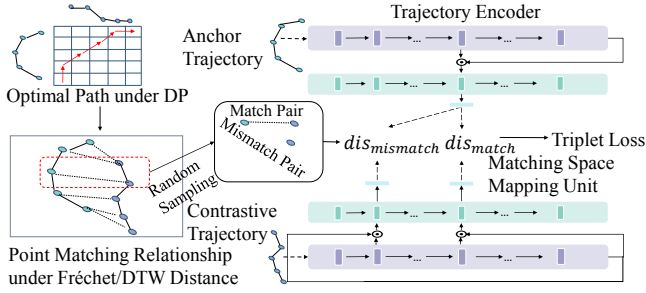 Trajectory Encoder
Anchor
Trajectory
...
...
Optimal Path under DP
...
...
Match Pair
Mismatch Pair
dis_mismatch dis_match
Triplet Loss
Random
Sampling
Matching Space
Mapping Unit
Contrastive
Trajectory
...
...
Point Matching Relationship
under Fréchet/DTW Distance
...
...